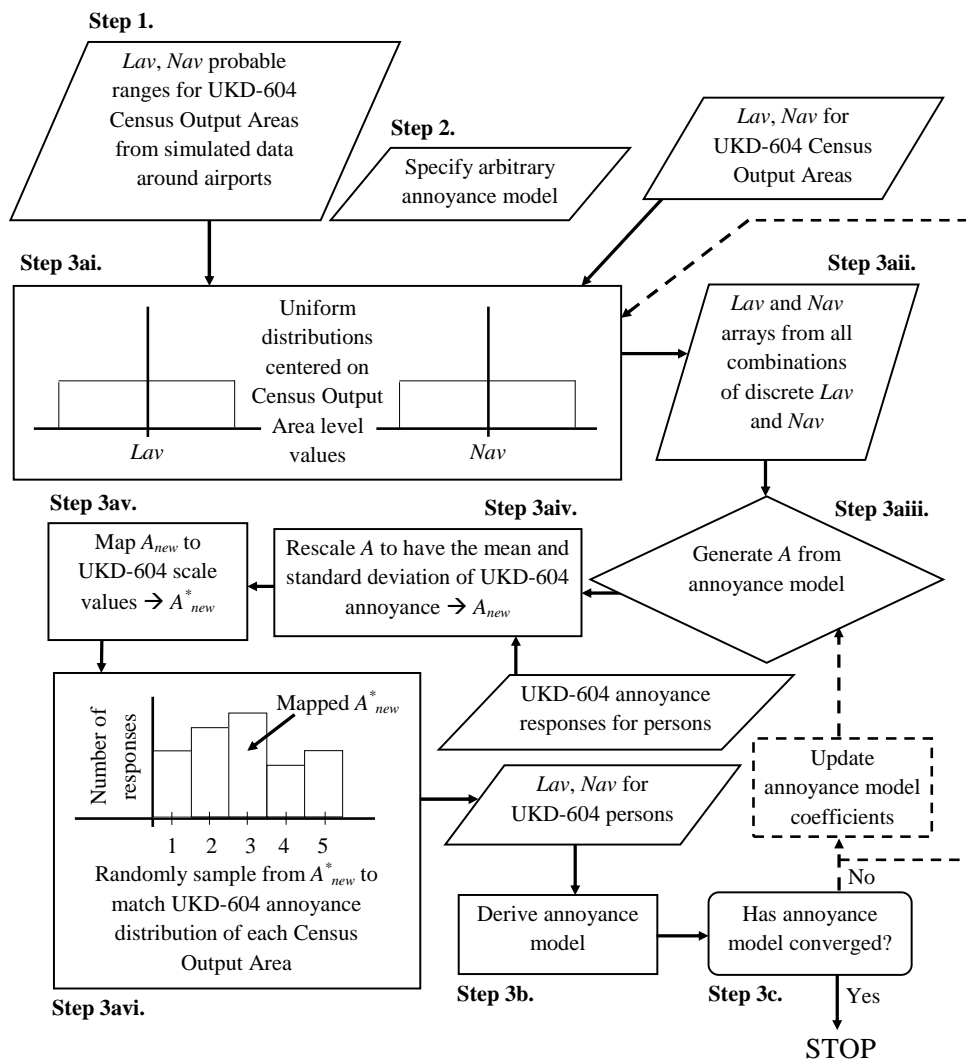 Step 1.
Lav, Nav probable
ranges for UKD-604
Census Output Areas
from simulated data
around airports
Step 2.
Specify arbitrary
annoyance model
Lav, Nav for
UKD-604 Census
Output Areas
Step 3ai.
Uniform
distributions
centered on
Census Output
Area level
values
Lav
Nav
Step 3aii.
Lav and Nav
arrays from all
combinations
of discrete Lav
and Nav
Step 3aiii.
Generate A from
annoyance model
Step 3aiv.
Rescale A to have the mean and
standard deviation of UKD-604
annoyance → A_new
UKD-604 annoyance
responses for persons
Step 3av.
Map A_new to
UKD-604 scale
values → A*_new
Number of
responses
Mapped A*_new
1 2 3 4 5
Randomly sample from A*_new to
match UKD-604 annoyance
distribution of each Census
Output Area
Step 3avi.
Lav, Nav for
UKD-604 persons
Derive annoyance
model
Step 3b.
Has annoyance
model converged?
Step 3c.
Update
annoyance model
coefficients
No
Yes
STOP